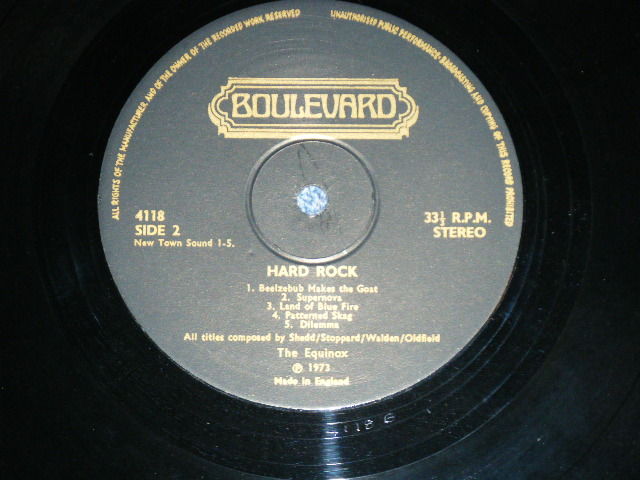 ALL RIGHTS OF THE MANUFACTURER AND OF THE OWNER OF THE RECORDED WORK RESERVED
UNAUTHORISED PUBLIC PERFORMANCE, BROADCASTING AND COPYING OF THIS RECORD PROHIBITED
BOULEVARD
4118
SIDE 2
New Town Sound 1-5.
33⅓ R.P.M.
STEREO
HARD ROCK
1. Beelzebub Makes the Goat
2. Supernova
3. Land of Blue Fire
4. Patterned Skag
5. Dilemma
All titles composed by Shedd/Stoppard/Walden/Oldfield
The Equinox
℗ 1973
Made in England